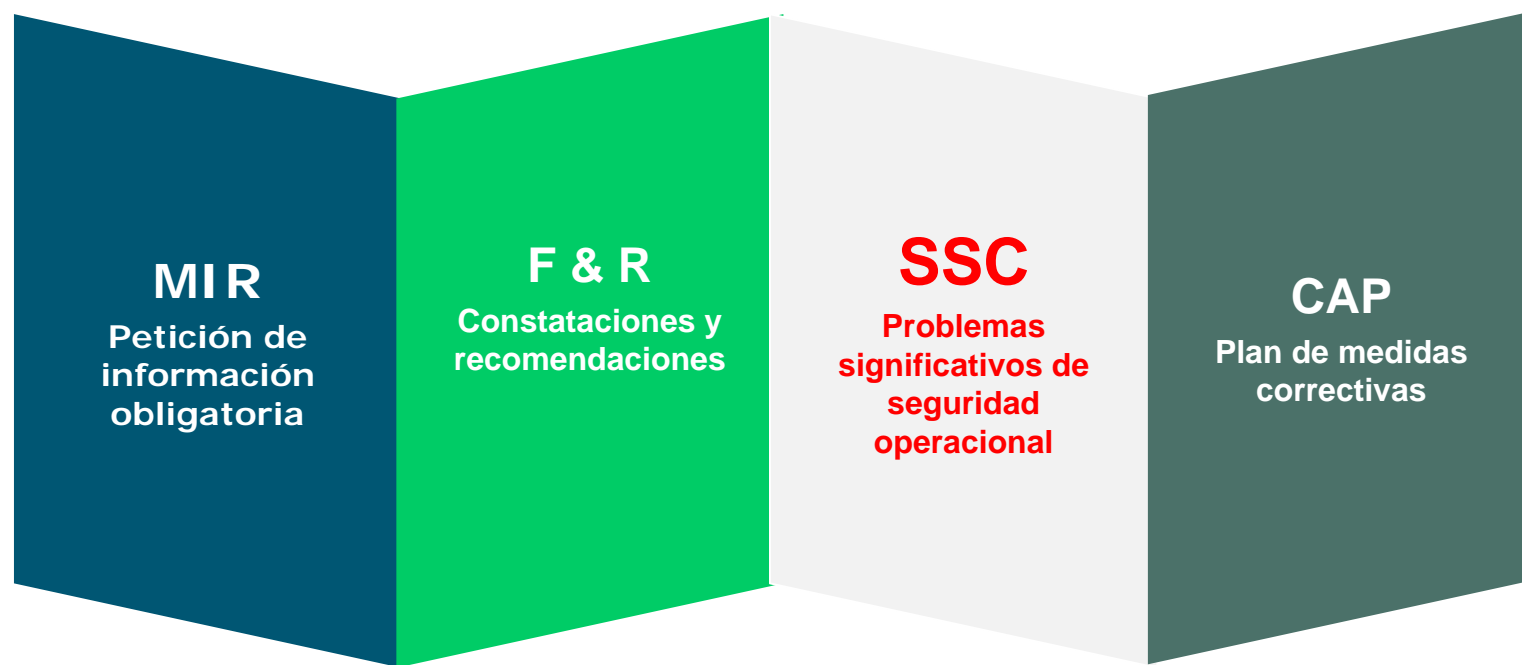 MIR
Petición de
información
obligatoria
F & R
Constataciones y
recomendaciones
SSC
Problemas
significativos de
seguridad
operacional
CAP
Plan de medidas
correctivas